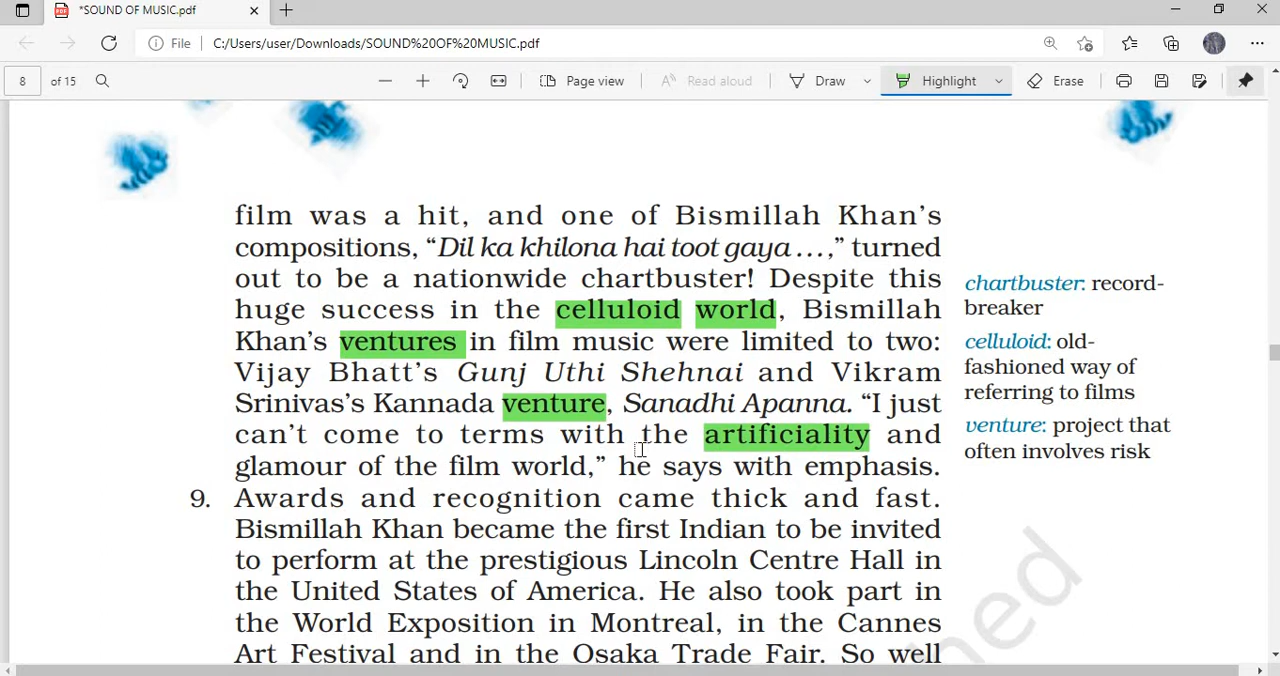 *SOUND OF MUSIC.pdf
File C:/Users/user/Downloads/SOUND%20OF%20MUSIC.pdf
8 of 15 Page view Read aloud Draw Highlight Erase
film was a hit, and one of Bismillah Khan’s
compositions, “Dil ka khilona hai toot gaya ...,” turned
out to be a nationwide chartbuster! Despite this
huge success in the celluloid world, Bismillah
Khan’s ventures in film music were limited to two:
Vijay Bhatt’s Gunj Uthi Shehnai and Vikram
Srinivas’s Kannada venture, Sanadhi Apanna. “I just
can’t come to terms with the artificiality and
glamour of the film world,” he says with emphasis.
9. Awards and recognition came thick and fast.
Bismillah Khan became the first Indian to be invited
to perform at the prestigious Lincoln Centre Hall in
the United States of America. He also took part in
the World Exposition in Montreal, in the Cannes
Art Festival and in the Osaka Trade Fair. So well
chartbuster: record-
breaker
celluloid: old-
fashioned way of
referring to films
venture: project that
often involves risk
hed